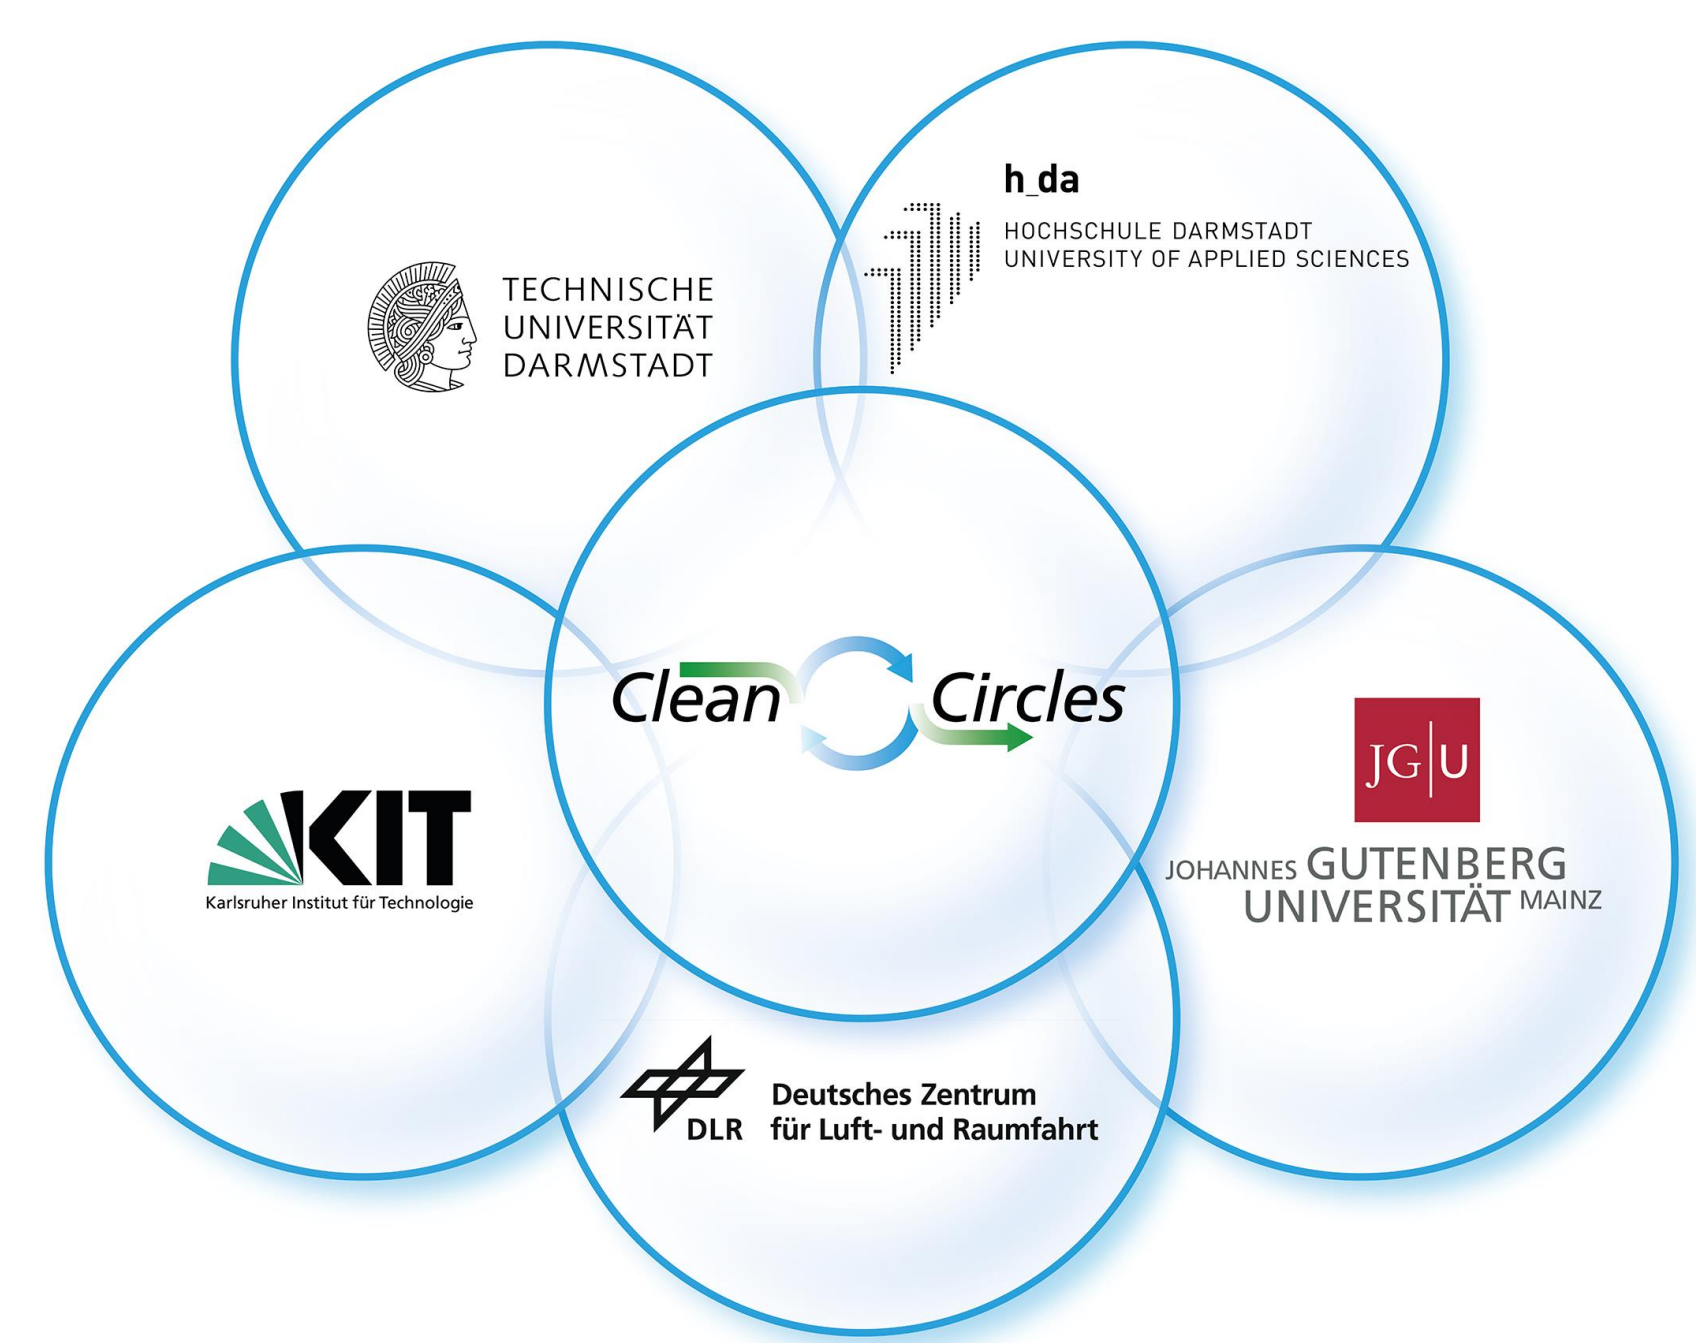 h_da
HOCHSCHULE DARMSTADT
UNIVERSITY OF APPLIED SCIENCES
TECHNISCHE
UNIVERSITÄT
DARMSTADT
Clean Circles
JG|U
JOHANNES GUTENBERG
UNIVERSITÄT MAINZ
KIT
Karlsruher Institut für Technologie
DLR
Deutsches Zentrum
für Luft- und Raumfahrt